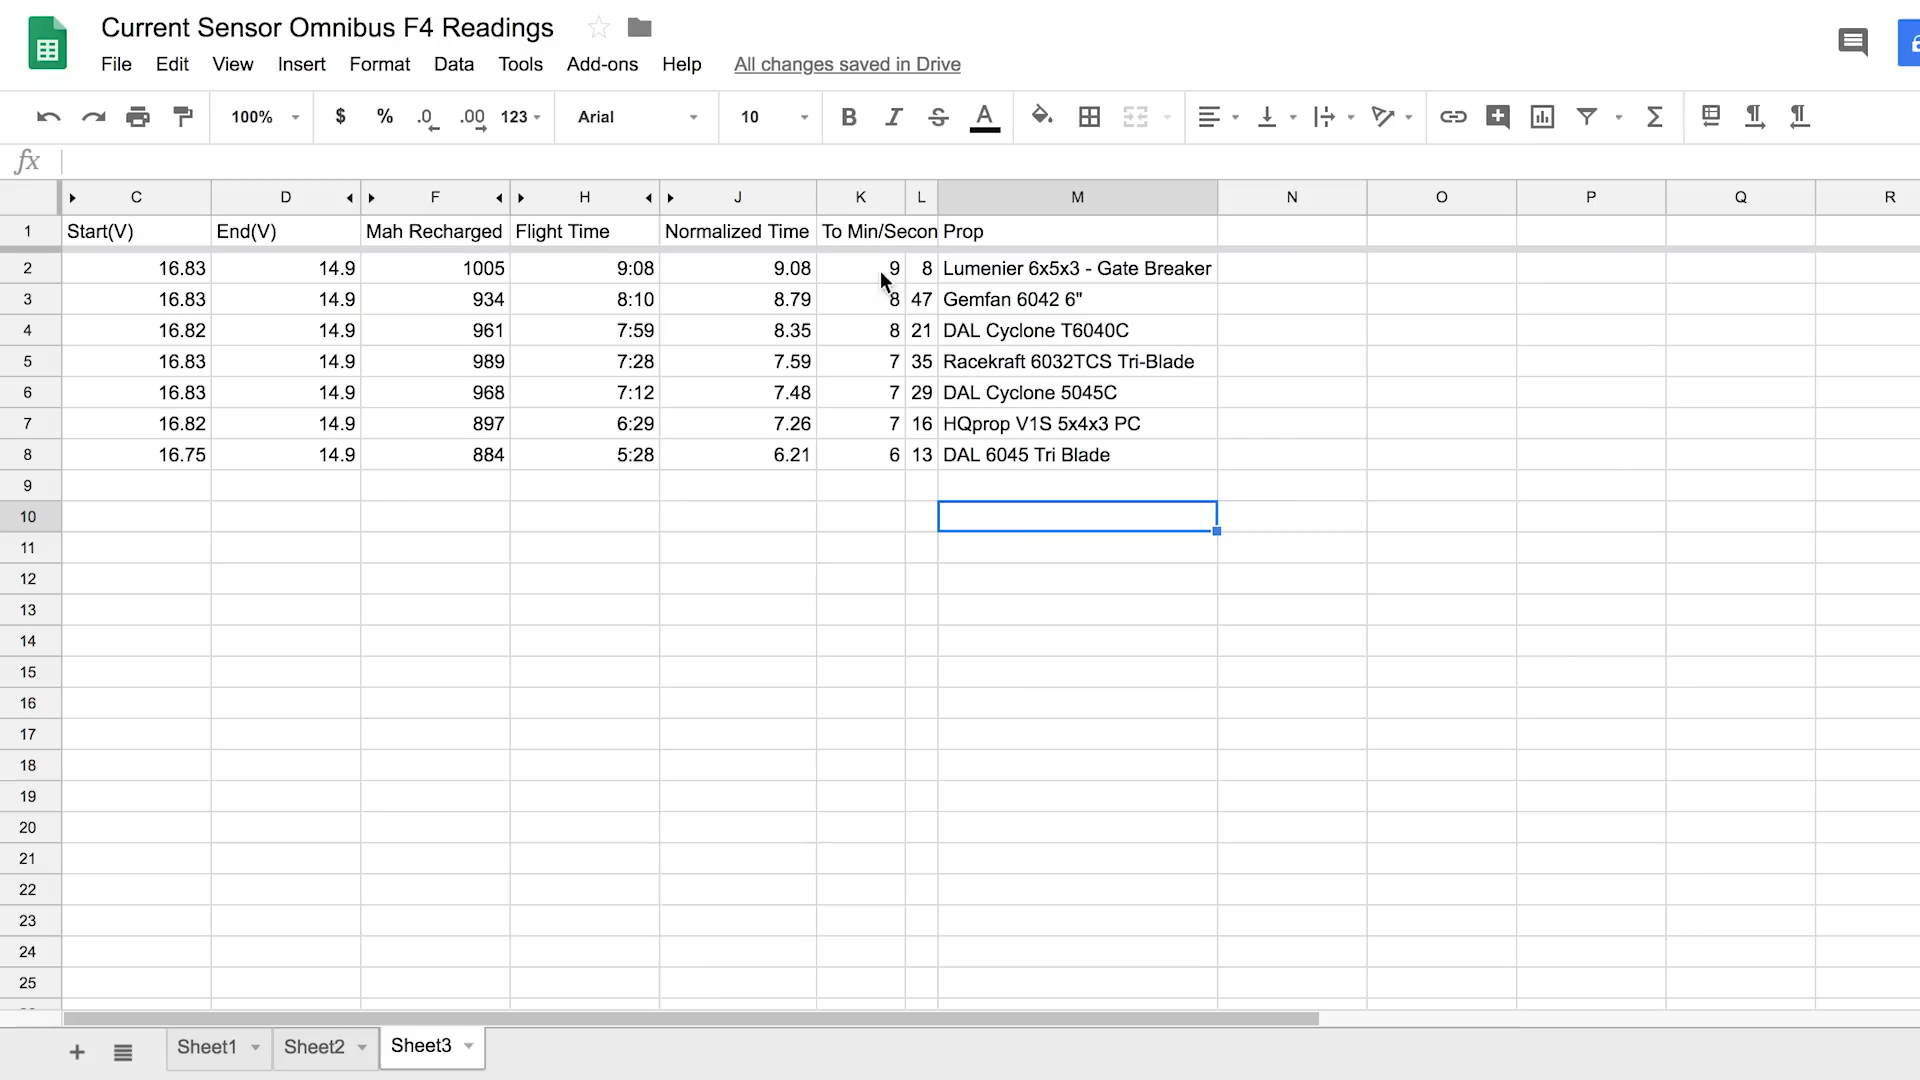 Current Sensor Omnibus F4 Readings
File Edit View Insert Format Data Tools Add-ons Help All changes saved in Drive
100% $ % .0 .00 123 Arial 10 B I S A Σ
fx
C D F H J K L M N O P Q R
1 Start(V) End(V) Mah Recharged Flight Time Normalized Time To Min/Secon Prop
2 16.83 14.9 1005 9:08 9.08 9 8 Lumenier 6x5x3 - Gate Breaker
3 16.83 14.9 934 8:10 8.79 8 47 Gemfan 6042 6"
4 16.82 14.9 961 7:59 8.35 8 21 DAL Cyclone T6040C
5 16.83 14.9 989 7:28 7.59 7 35 Racekraft 6032TCS Tri-Blade
6 16.83 14.9 968 7:12 7.48 7 29 DAL Cyclone 5045C
7 16.82 14.9 897 6:29 7.26 7 16 HQprop V1S 5x4x3 PC
8 16.75 14.9 884 5:28 6.21 6 13 DAL 6045 Tri Blade
9
10
11
12
13
14
15
16
17
18
19
20
21
22
23
24
25
Sheet1 Sheet2 Sheet3